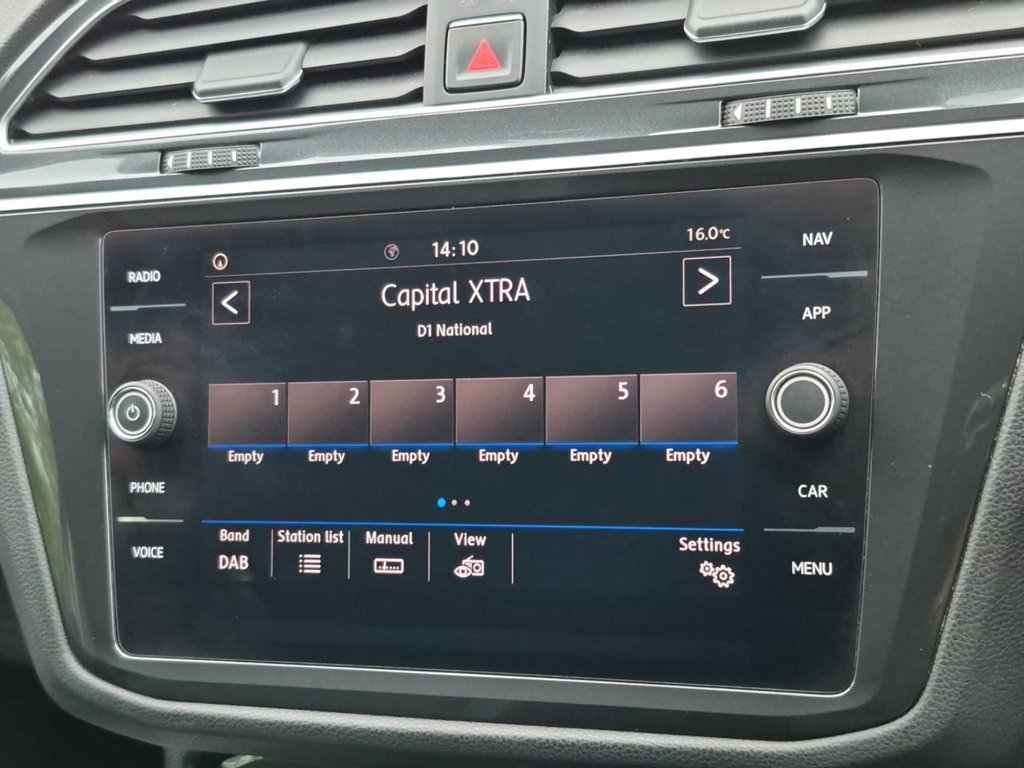 14:10
16.0°C
RADIO
MEDIA
PHONE
VOICE
<
Capital XTRA
>
D1 National
1 2 3 4 5 6
Empty Empty Empty Empty Empty Empty
Band Station list Manual View Settings
DAB
NAV
APP
CAR
MENU